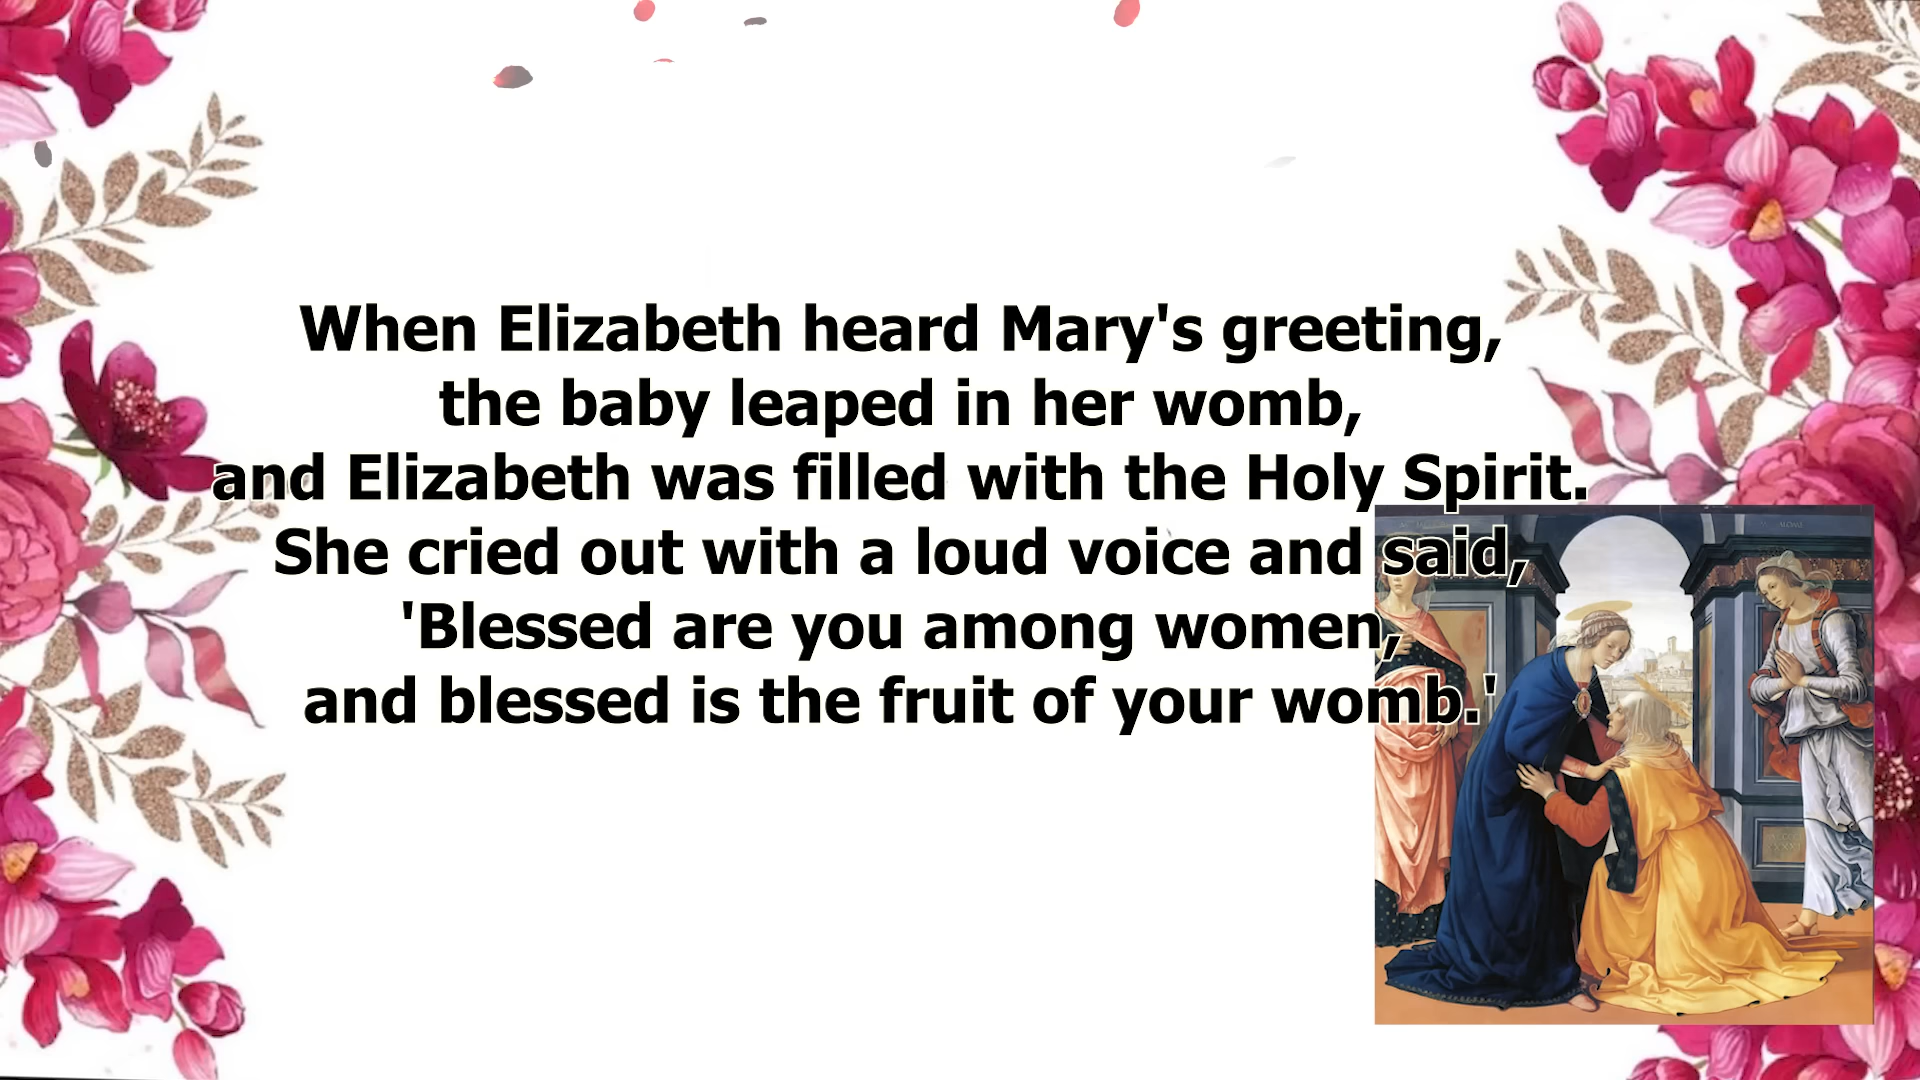 When Elizabeth heard Mary's greeting,
the baby leaped in her womb,
and Elizabeth was filled with the Holy Spirit.
She cried out with a loud voice and said,
'Blessed are you among women,
and blessed is the fruit of your womb.'